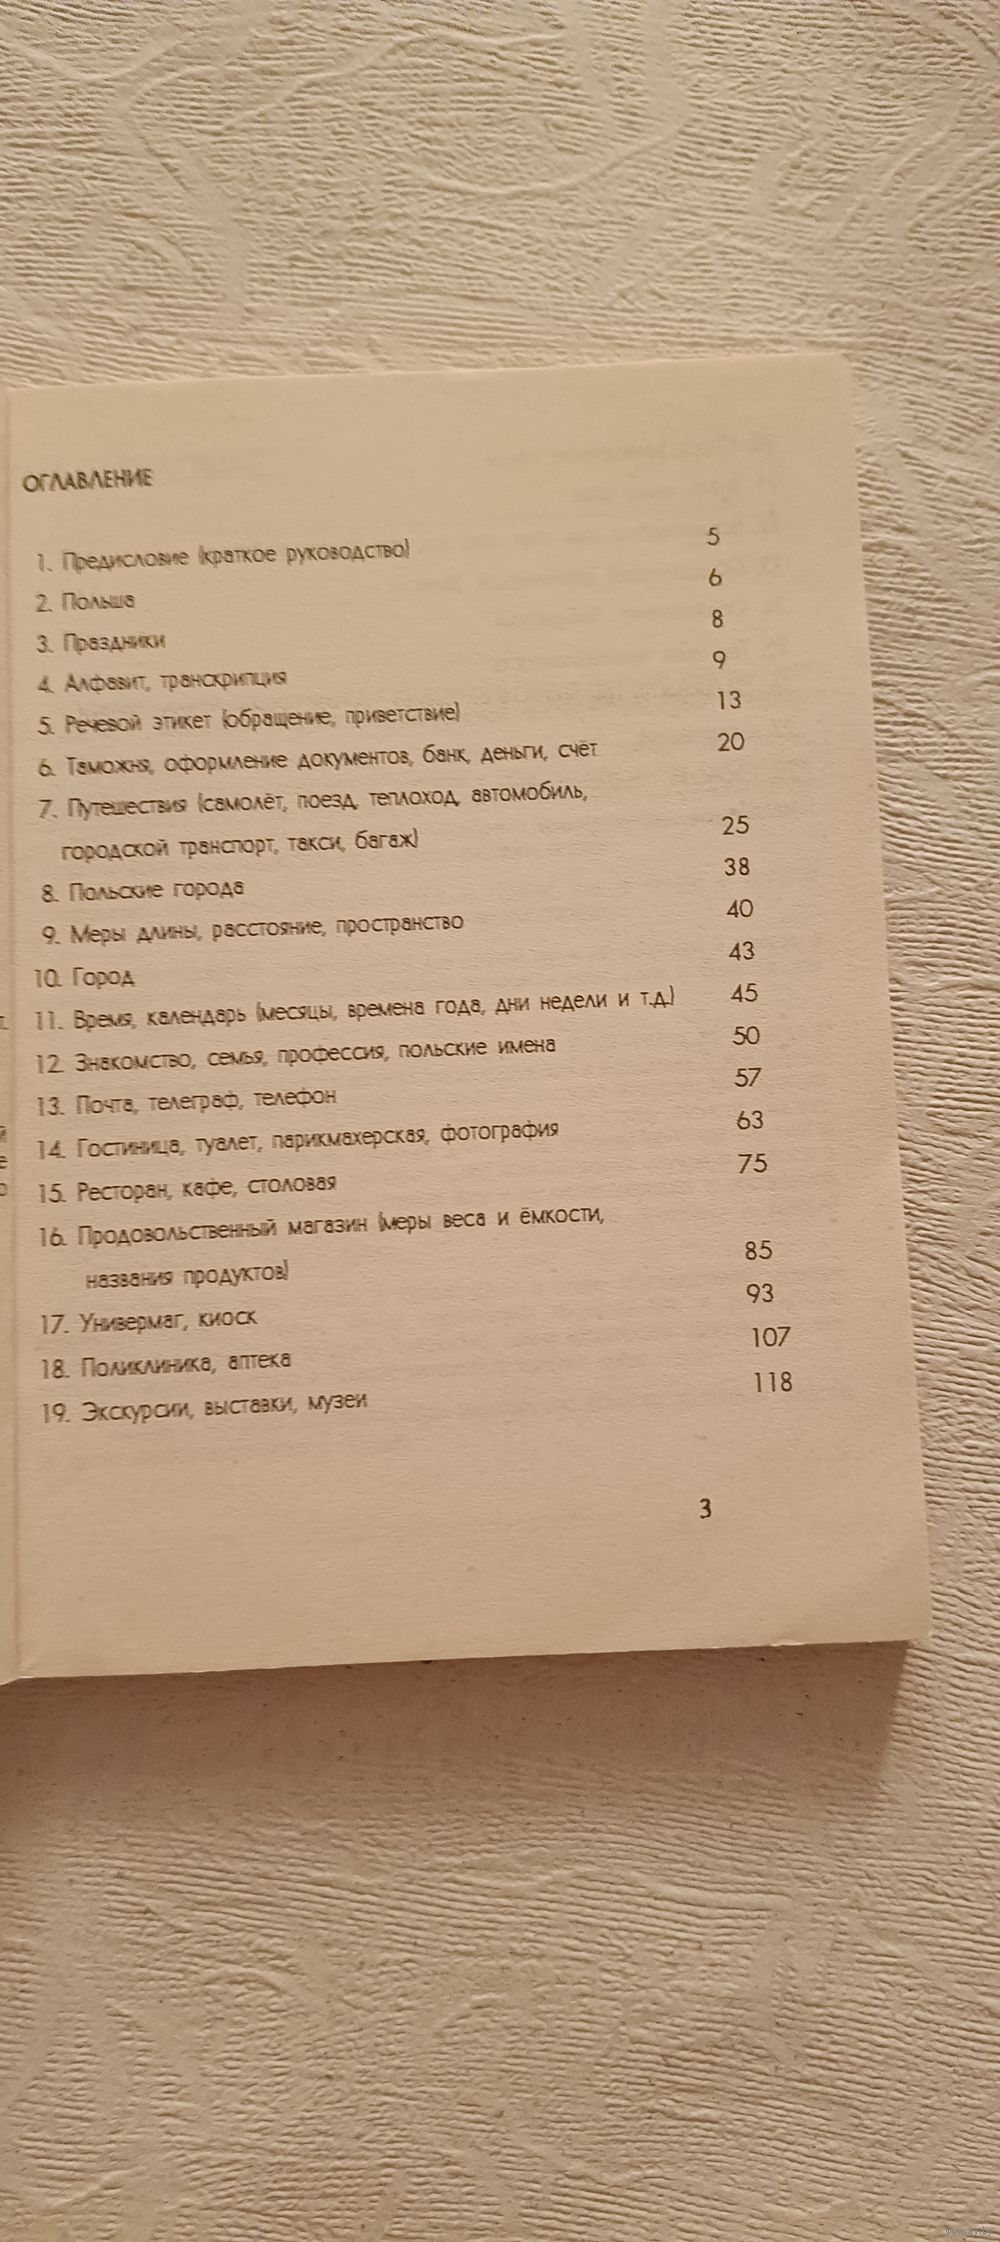 ОГЛАВЛЕНИЕ
1. Предисловие (краткое руководство) 5
2. Польша 6
3. Праздники 8
4. Алфавит, транскрипция 9
5. Речевой этикет (обращение, приветствие) 13
6. Таможня, оформление документов, банк, деньги, счёт 20
7. Путешествия (самолёт, поезд, теплоход, автомобиль,
городской транспорт, такси, багаж) 25
8. Польские города 38
9. Меры длины, расстояние, пространство 40
10. Город 43
11. Время, календарь (месяцы, времена года, дни недели и т.д.) 45
12. Знакомство, семья, профессия, польские имена 50
13. Почта, телеграф, телефон 57
14. Гостиница, туалет, парикмахерская, фотография 63
15. Ресторан, кафе, столовая 75
16. Продовольственный магазин (меры веса и ёмкости,
названия продуктов) 85
17. Универмаг, киоск 93
18. Поликлиника, аптека 107
19. Экскурсии, выставки, музеи 118
3